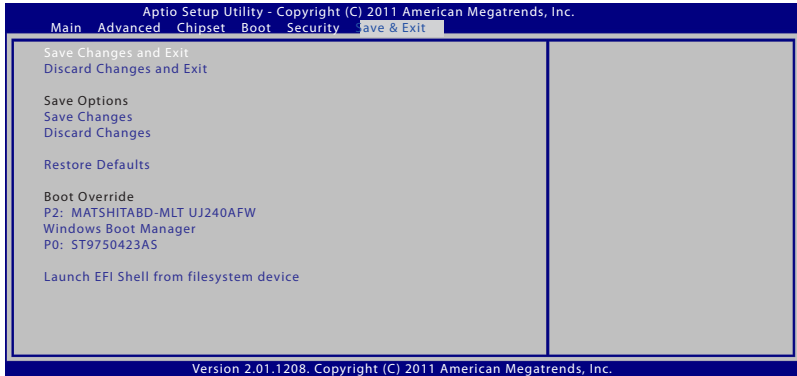 Aptio Setup Utility - Copyright (C) 2011 American Megatrends, Inc.
Main Advanced Chipset Boot Security Save & Exit
Save Changes and Exit
Discard Changes and Exit
Save Options
Save Changes
Discard Changes
Restore Defaults
Boot Override
P2: MATSHITABD-MLT UJ240AFW
Windows Boot Manager
P0: ST9750423AS
Launch EFI Shell from filesystem device
Version 2.01.1208. Copyright (C) 2011 American Megatrends, Inc.